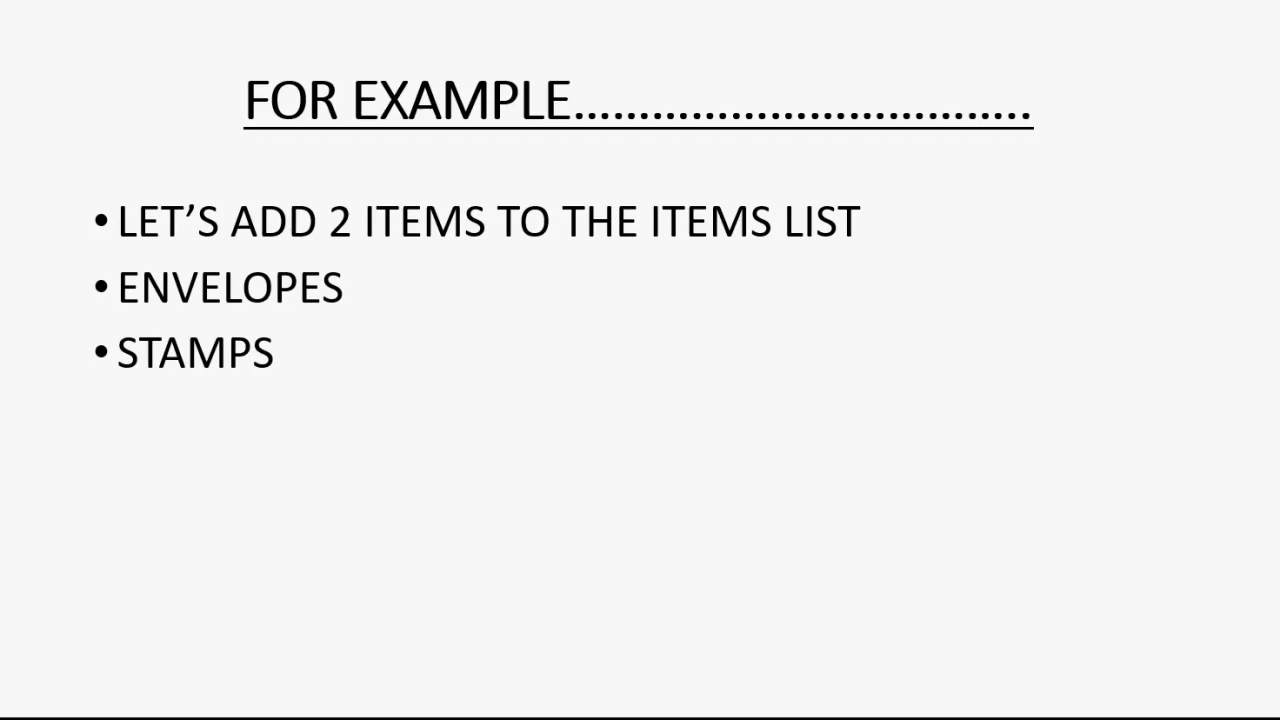 FOR EXAMPLE…………………………….
• LET’S ADD 2 ITEMS TO THE ITEMS LIST
• ENVELOPES
• STAMPS